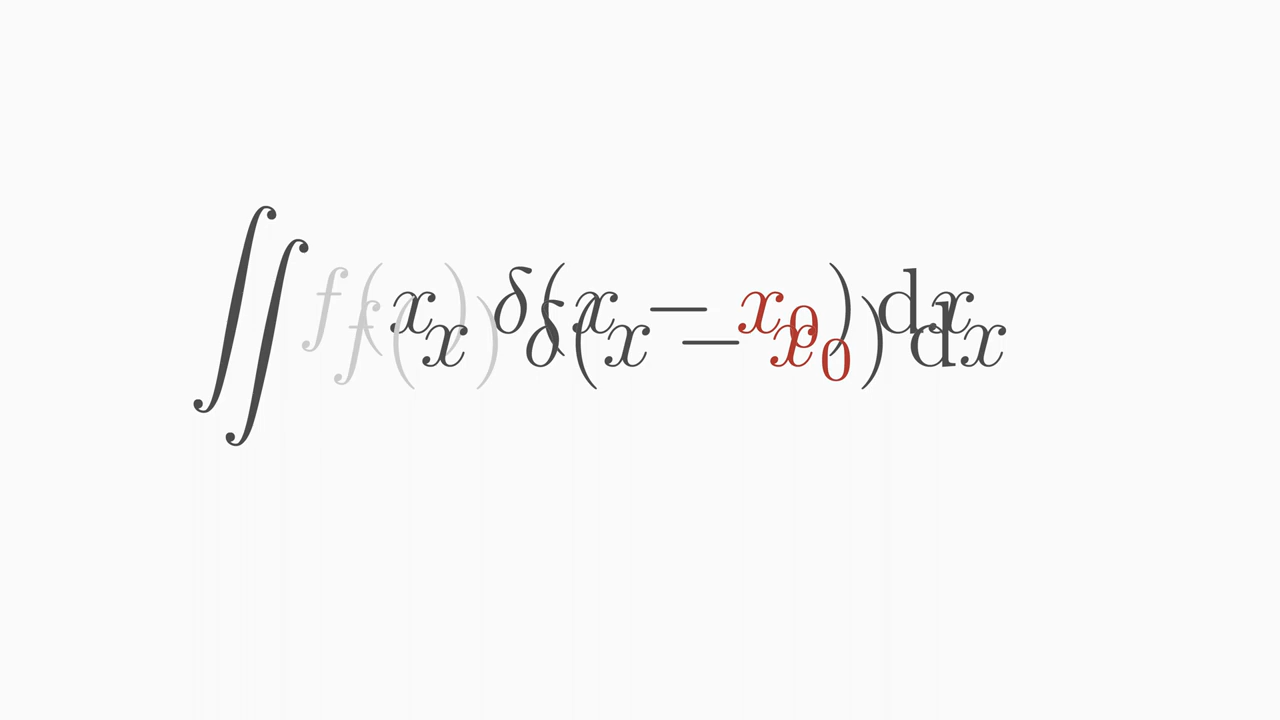 ∫ f(x) δ(x − x₀) dx
∫ f(x) δ(x − x₀) dx